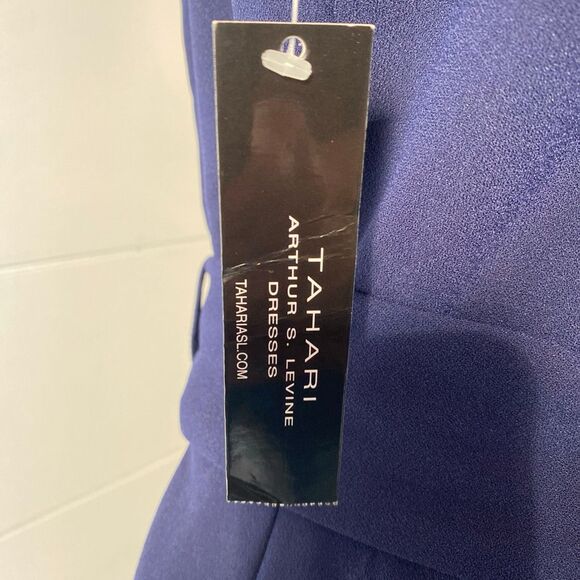 TAHARI
ARTHUR S. LEVINE
DRESSES
TAHARIASL.COM